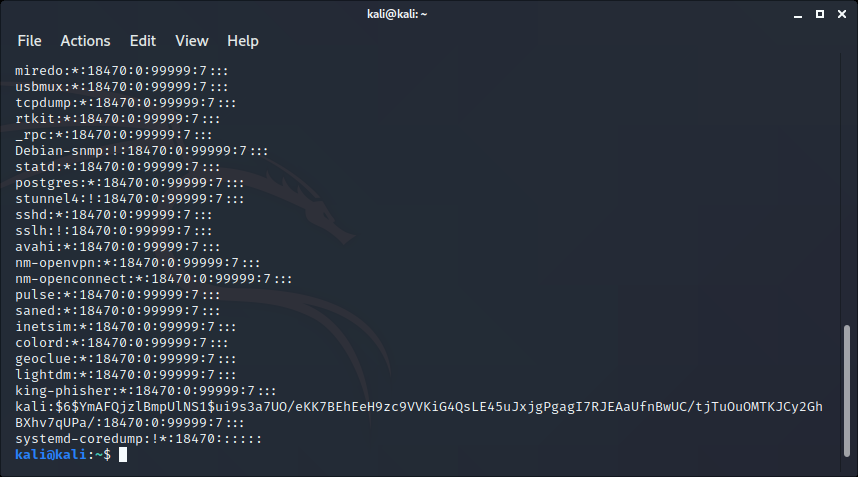 kali@kali: ~
File Actions Edit View Help
miredo:*:18470:0:99999:7:::
usbmux:*:18470:0:99999:7:::
tcpdump:*:18470:0:99999:7:::
rtkit:*:18470:0:99999:7:::
_rpc:*:18470:0:99999:7:::
Debian-snmp:!:18470:0:99999:7:::
statd:*:18470:0:99999:7:::
postgres:*:18470:0:99999:7:::
stunnel4:!:18470:0:99999:7:::
sshd:*:18470:0:99999:7:::
sslh:!:18470:0:99999:7:::
avahi:*:18470:0:99999:7:::
nm-openvpn:*:18470:0:99999:7:::
nm-openconnect:*:18470:0:99999:7:::
pulse:*:18470:0:99999:7:::
saned:*:18470:0:99999:7:::
inetsim:*:18470:0:99999:7:::
colord:*:18470:0:99999:7:::
geoclue:*:18470:0:99999:7:::
lightdm:*:18470:0:99999:7:::
king-phisher:*:18470:0:99999:7:::
kali:$6$YmAFQjzlBmpUlNS1$ui9s3a7UO/eKK7BEhEeH9zc9VVKiG4QsLE45uJxjgPgagI7RJEAaUfnBwUC/tjTuOuOMTKJCy2Gh
BXhv7qUPa/:18470:0:99999:7:::
systemd-coredump:!*:18470::::::
kali@kali:~$